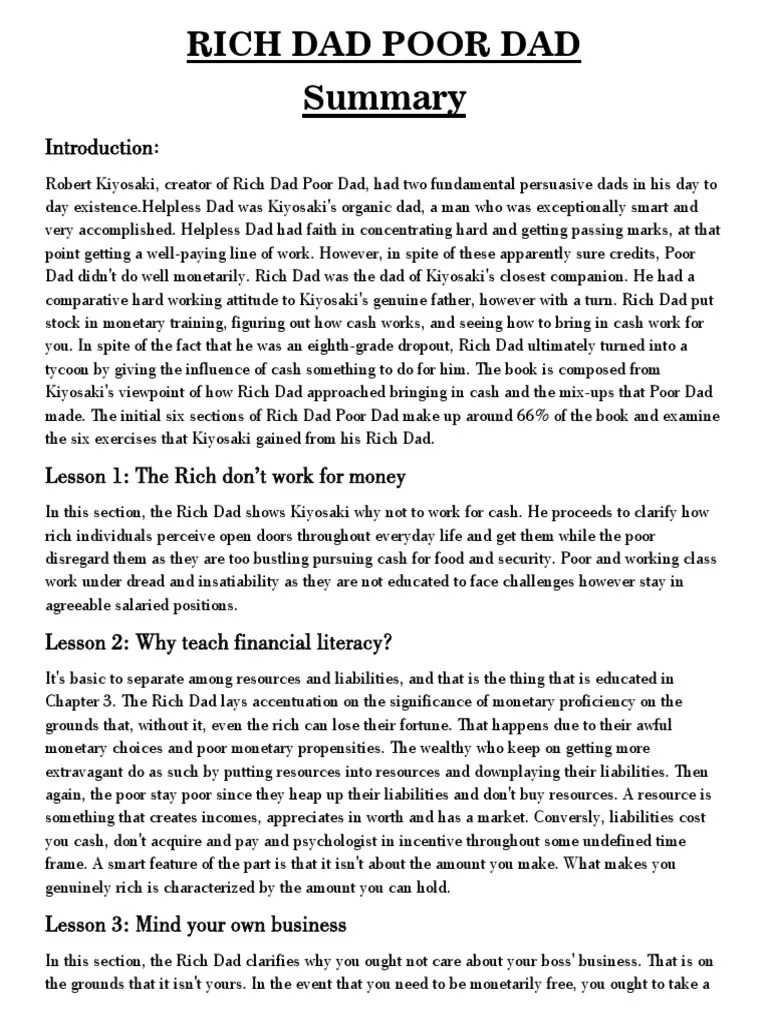 RICH DAD POOR DAD
Summary
Introduction:
Robert Kiyosaki, creator of Rich Dad Poor Dad, had two fundamental persuasive dads in his day to
day existence.Helpless Dad was Kiyosaki's organic dad, a man who was exceptionally smart and
very accomplished. Helpless Dad had faith in concentrating hard and getting passing marks, at that
point getting a well-paying line of work. However, in spite of these apparently sure credits, Poor
Dad didn't do well monetarily. Rich Dad was the dad of Kiyosaki's closest companion. He had a
comparative hard working attitude to Kiyosaki's genuine father, however with a turn. Rich Dad put
stock in monetary training, figuring out how cash works, and seeing how to bring in cash work for
you. In spite of the fact that he was an eighth-grade dropout, Rich Dad ultimately turned into a
tycoon by giving the influence of cash something to do for him. The book is composed from
Kiyosaki's viewpoint of how Rich Dad approached bringing in cash and the mix-ups that Poor Dad
made. The initial six sections of Rich Dad Poor Dad make up around 66% of the book and examine
the six exercises that Kiyosaki gained from his Rich Dad.
Lesson 1: The Rich don’t work for money
In this section, the Rich Dad shows Kiyosaki why not to work for cash. He proceeds to clarify how
rich individuals perceive open doors throughout everyday life and get them while the poor
disregard them as they are too bustling pursuing cash for food and security. Poor and working class
work under dread and insatiability as they are not educated to face challenges however stay in
agreeable salaried positions.
Lesson 2: Why teach financial literacy?
It's basic to separate among resources and liabilities, and that is the thing that is educated in
Chapter 3. The Rich Dad lays accentuation on the significance of monetary proficiency on the
grounds that, without it, even the rich can lose their fortune. That happens due to their awful
monetary choices and poor monetary propensities. The wealthy who keep on getting more
extravagant do as such by putting resources into resources and downplaying their liabilities. Then
again, the poor stay poor since they heap up their liabilities and don't buy resources. A resource is
something that creates incomes, appreciates in worth and has a market. Conversly, liabilities cost
you cash, don't acquire and pay and psychologist in incentive throughout some undefined time
frame. A smart feature of the part is that it isn't about the amount you make. What makes you
genuinely rich is characterized by the amount you can hold.
Lesson 3: Mind your own business
In this section, the Rich Dad clarifies why you ought not care about your boss' business. That is on
the grounds that it isn't yours. In the event that you need to be monetarily free, you ought to take a